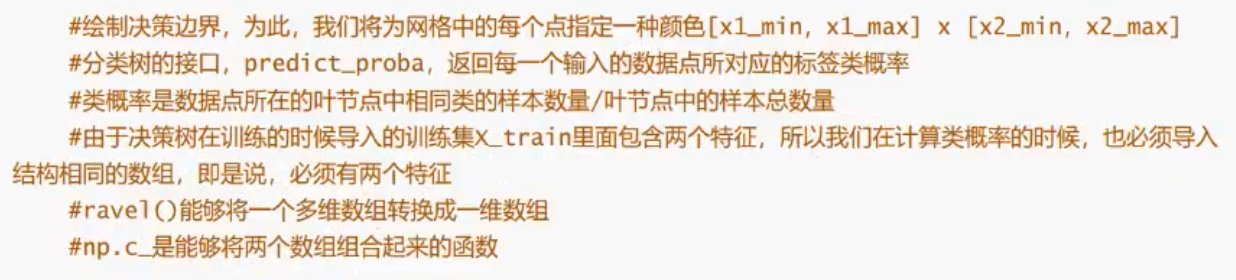 #绘制决策边界，为此，我们将为网格中的每个点指定一种颜色[x1_min，x1_max] x [x2_min，x2_max]
#分类树的接口，predict_proba，返回每一个输入的数据点所对应的标签类概率
#类概率是数据点所在的叶节点中相同类的样本数量/叶节点中的样本总数量
#由于决策树在训练的时候导入的训练集X_train里面包含两个特征，所以我们在计算类概率的时候，也必须导入
结构相同的数组，即是说，必须有两个特征
#ravel()能够将一个多维数组转换成一维数组
#np.c_是能够将两个数组组合起来的函数